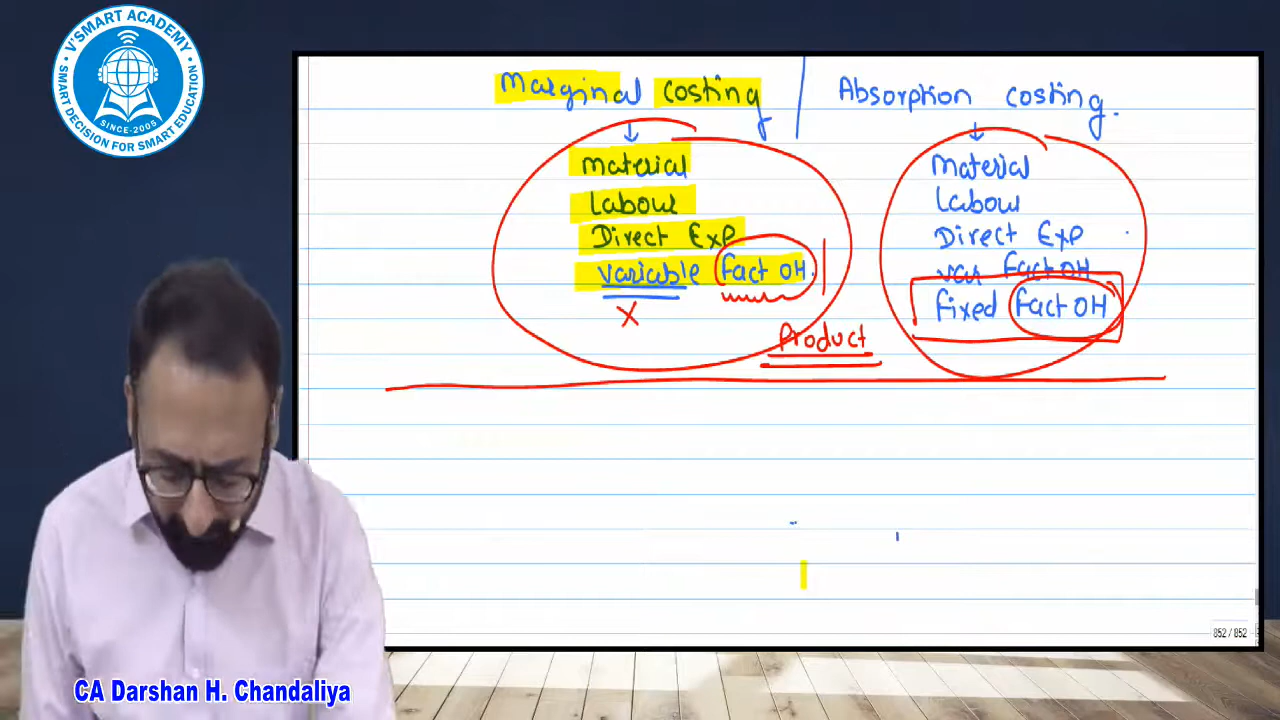 V'SMART ACADEMY
SMART DECISION FOR SMART EDUCATION
SINCE-2005
Marginal costing
Material
Labour
Direct Exp
variable Fact OH.
X
Product
Absorption costing.
Material
Labour
Direct Exp
var Fact OH
fixed Fact OH
852 / 852
CA Darshan H. Chandaliya